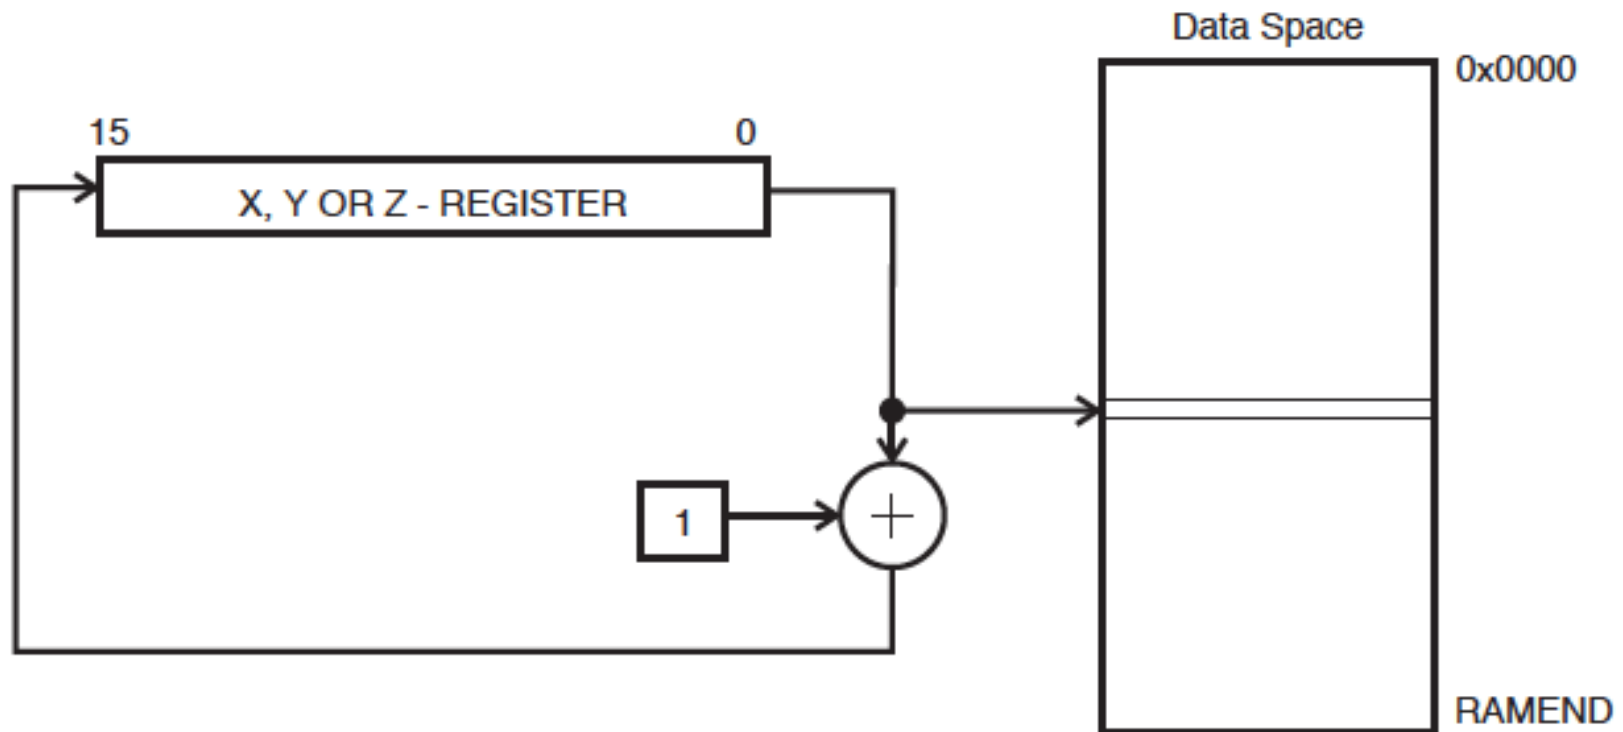 Data Space
0x0000
15
0
X, Y OR Z - REGISTER
1
+
RAMEND